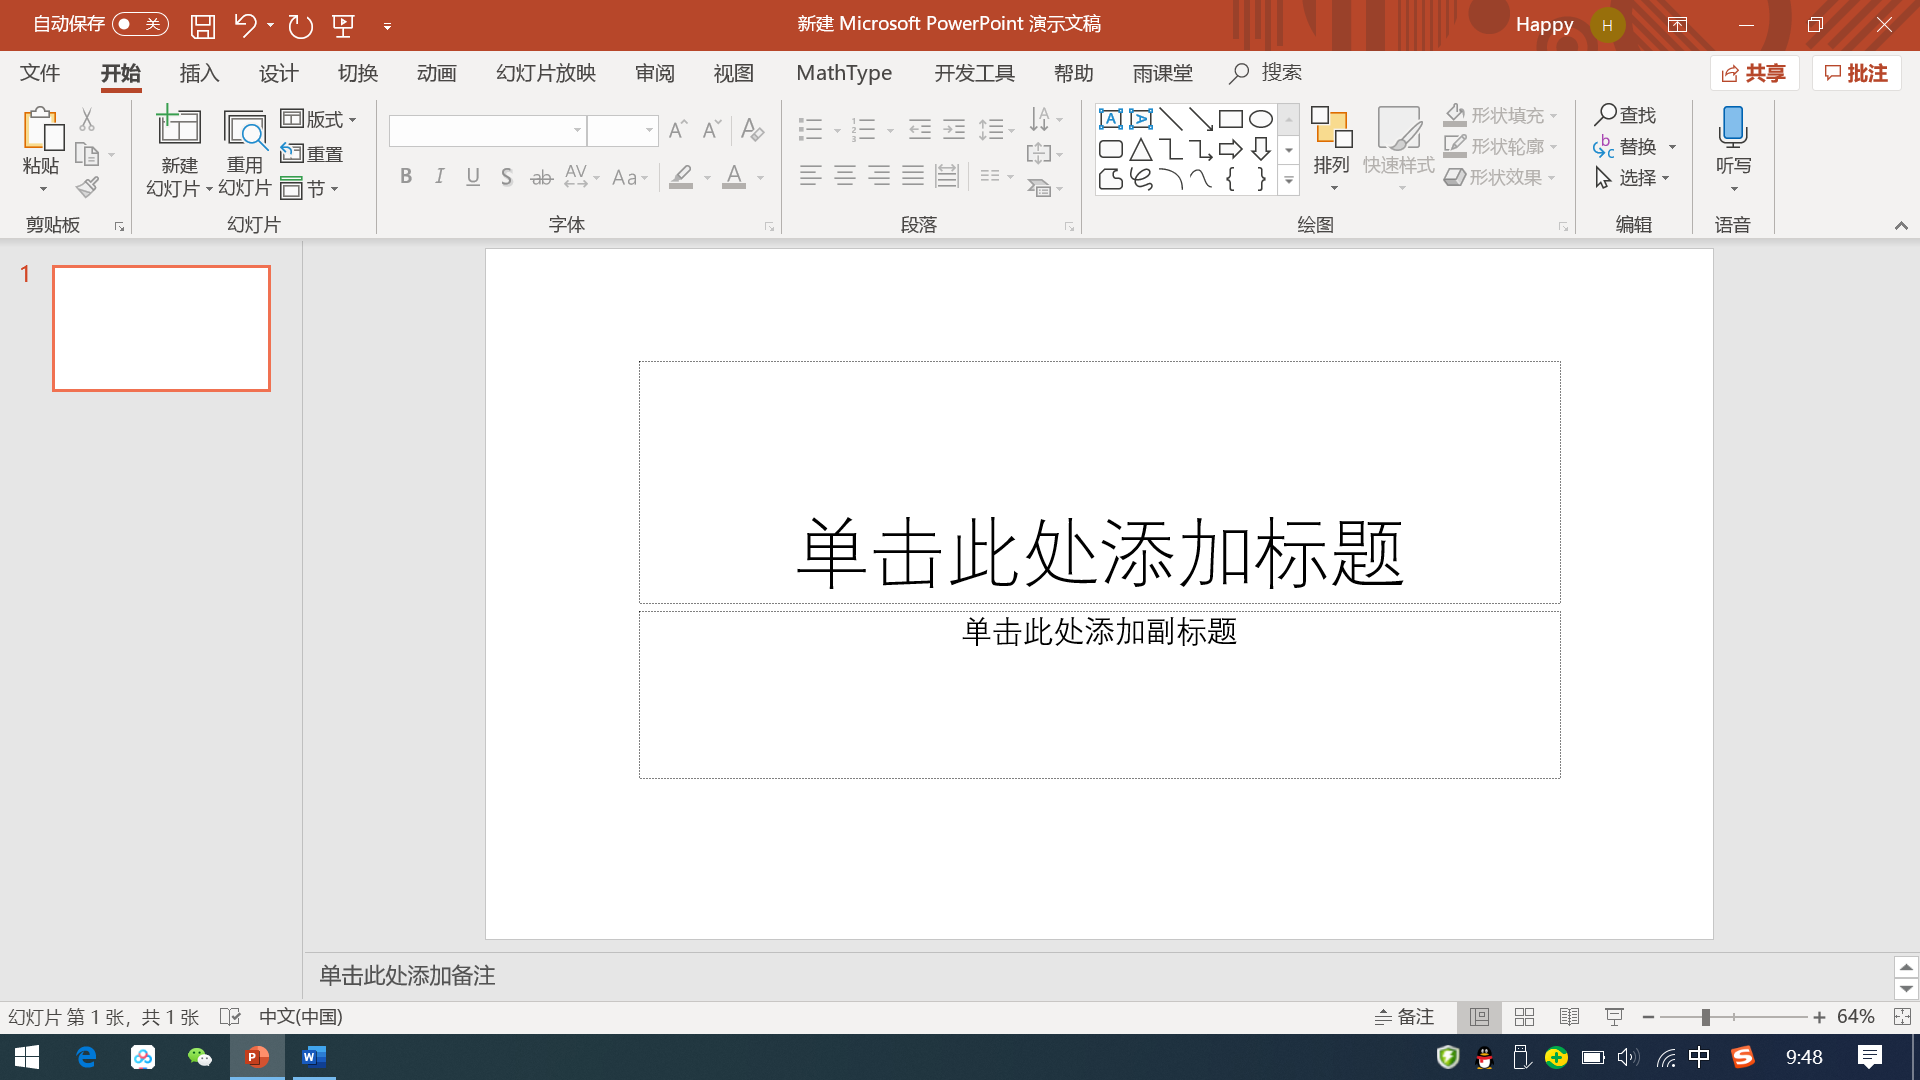 自动保存 关
新建 Microsoft PowerPoint 演示文稿
Happy H
文件 开始 插入 设计 切换 动画 幻灯片放映 审阅 视图 MathType 开发工具 帮助 雨课堂 搜索
共享 批注
粘贴
剪贴板
新建
幻灯片
重用
幻灯片
版式
重置
节
幻灯片
B I U S ab AV Aa A
字体
段落
排列
快速样式
形状填充
形状轮廓
形状效果
绘图
查找
替换
选择
编辑
听写
语音
1
单击此处添加标题
单击此处添加副标题
单击此处添加备注
幻灯片 第 1 张，共 1 张 中文(中国)
备注 64%
中 9:48